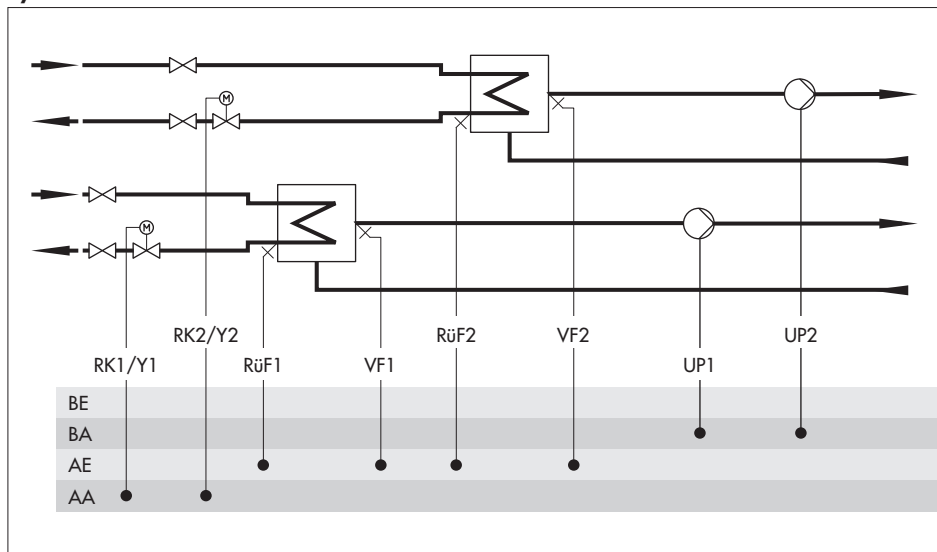 M
M
RK2/Y2 RüF2 VF2 UP2
RK1/Y1 RüF1 VF1 UP1
BE
BA
AE
AA